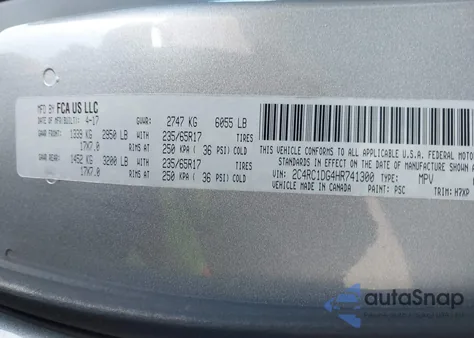 MFD BY FCA US LLC
DATE OF MFR/BUILT: 4-17 GVWR: 2747 KG 6055 LB
GAWR FRONT: 1339 KG 2950 LB WITH 235/65R17 TIRES
17X7.0 RIMS AT 250 KPA ( 36 PSI) COLD
GAWR REAR: 1452 KG 3200 LB WITH 235/65R17 TIRES
17X7.0 RIMS AT 250 KPA ( 36 PSI) COLD
THIS VEHICLE CONFORMS TO ALL APPLICABLE U.S.A. FEDERAL MOTOR
STANDARDS IN EFFECT ON THE DATE OF MANUFACTURE SHOWN
VIN: 2C4RC1DG4HR741300 TYPE: MPV
VEHICLE MADE IN CANADA PAINT: PSC TRIM: H7XP
autoSnap